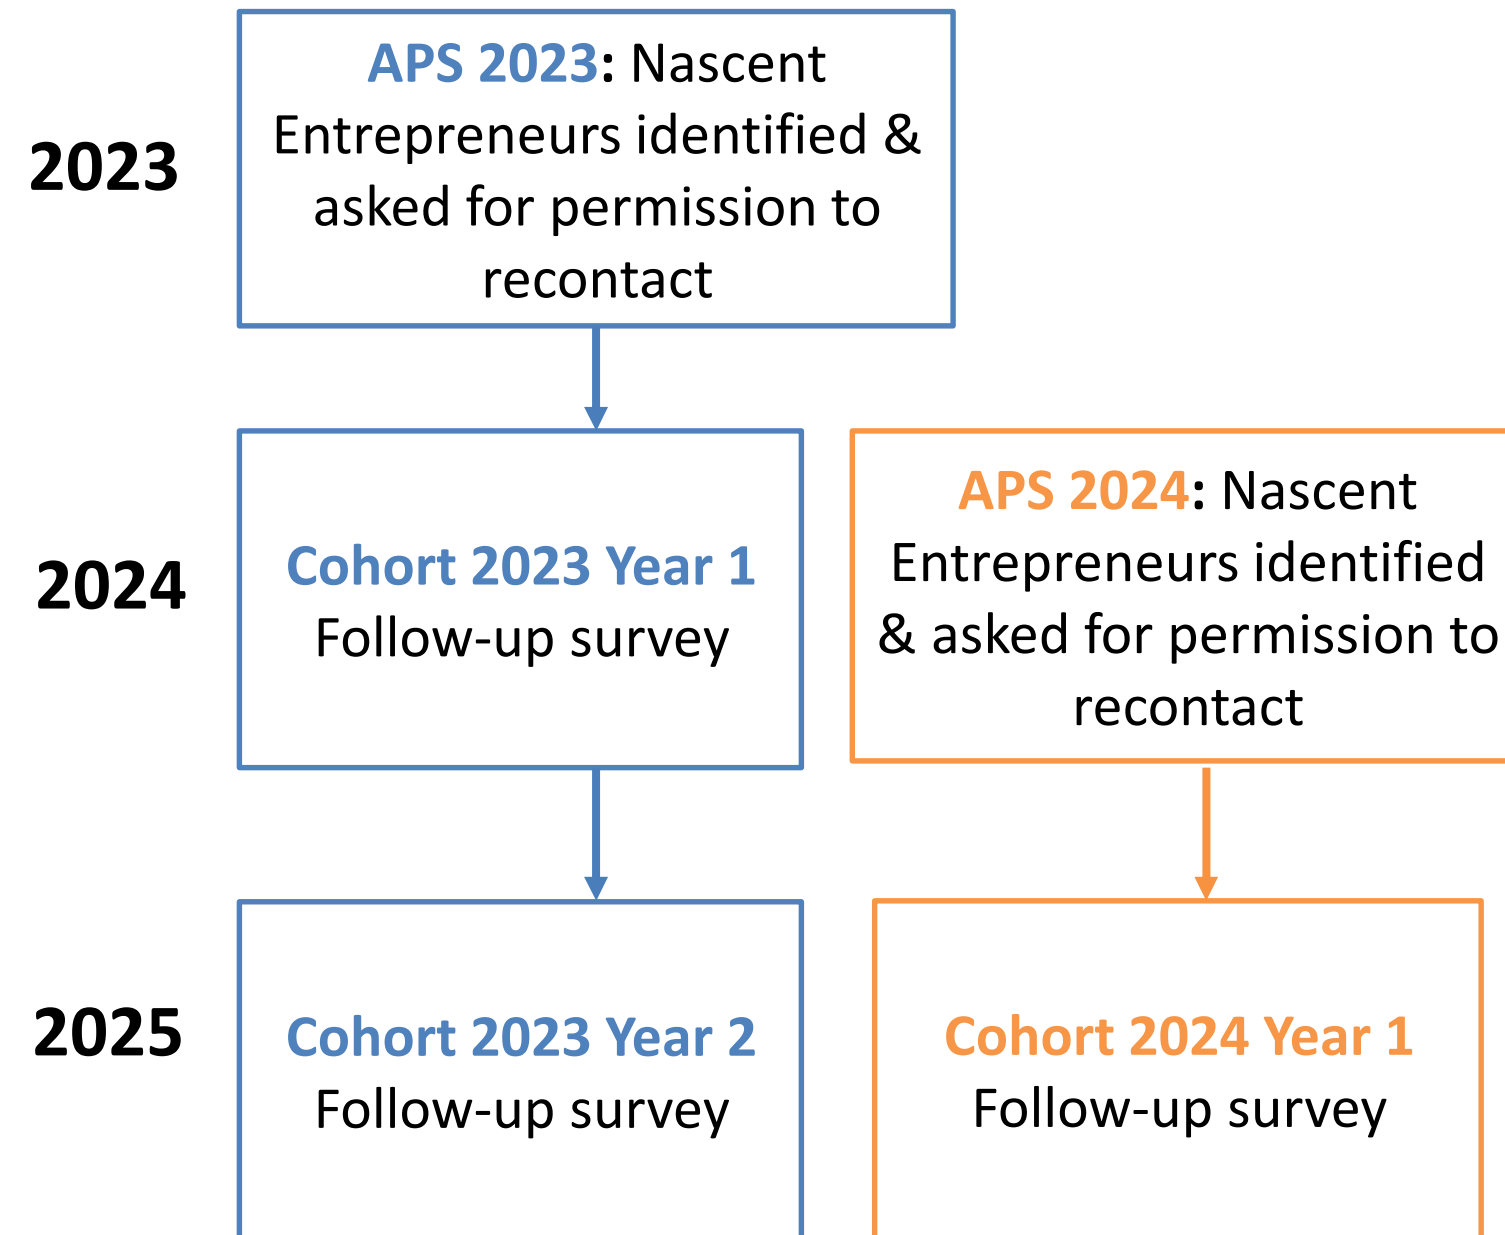 2023
APS 2023: Nascent
Entrepreneurs identified &
asked for permission to
recontact
2024
Cohort 2023 Year 1
Follow-up survey
APS 2024: Nascent
Entrepreneurs identified
& asked for permission to
recontact
2025
Cohort 2023 Year 2
Follow-up survey
Cohort 2024 Year 1
Follow-up survey